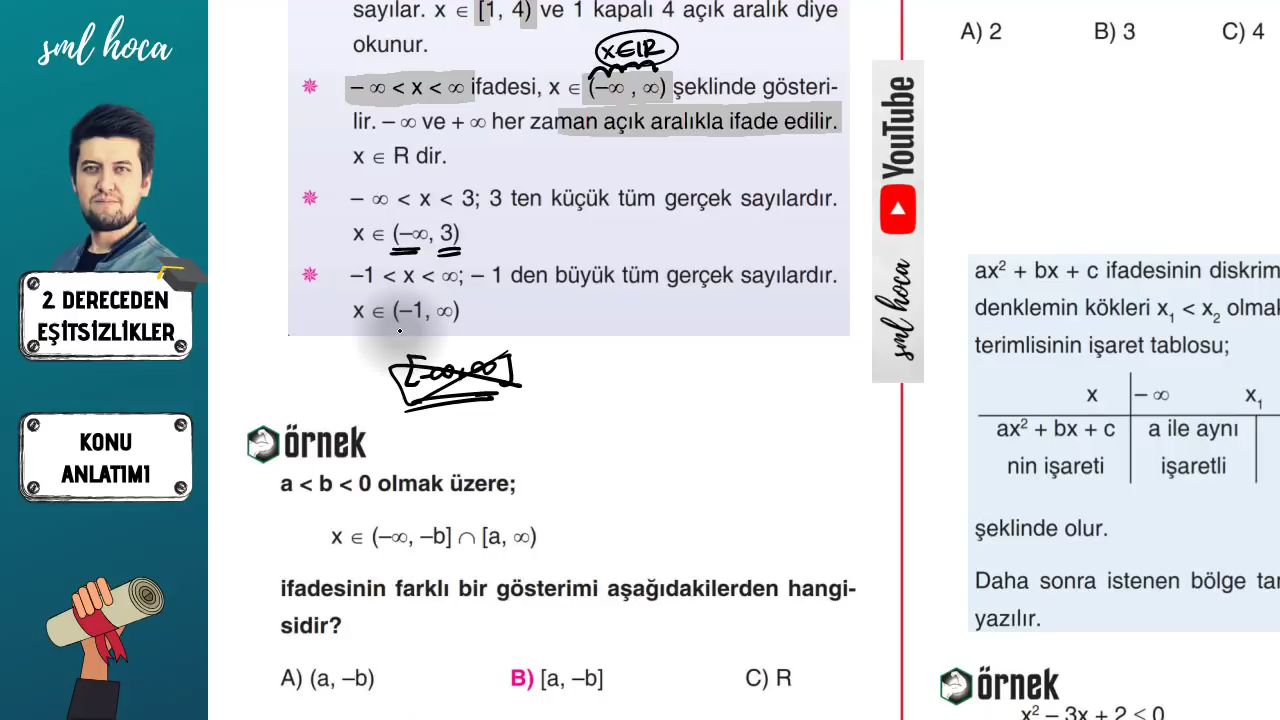 sml hoca
2. DERECEDEN
EŞİTSİZLİKLER
KONU
ANLATIMI
sayılar. x ∈ [1, 4) ve 1 kapalı 4 açık aralık diye
okunur.
x∈IR
– ∞ < x < ∞ ifadesi, x ∈ (–∞ , ∞) şeklinde gösteri-
lir. – ∞ ve + ∞ her zaman açık aralıkla ifade edilir.
x ∈ R dir.
– ∞ < x < 3; 3 ten küçük tüm gerçek sayılardır.
x ∈ (–∞, 3)
–1 < x < ∞; – 1 den büyük tüm gerçek sayılardır.
x ∈ (–1, ∞)
[-∞, ∞]
örnek
a < b < 0 olmak üzere;
x ∈ (–∞, –b] ∩ [a, ∞)
ifadesinin farklı bir gösterimi aşağıdakilerden hangi-
sidir?
A) (a, –b) B) [a, –b] C) R
YouTube
sml hoca
A) 2 B) 3 C) 4
ax² + bx + c ifadesinin diskrim
denklemin kökleri x₁ < x₂ olmak
terimlisinin işaret tablosu;
x – ∞ x₁
ax² + bx + c a ile aynı
nin işareti işaretli
şeklinde olur.
Daha sonra istenen bölge tar
yazılır.
örnek
x² – 3x + 2 ≤ 0